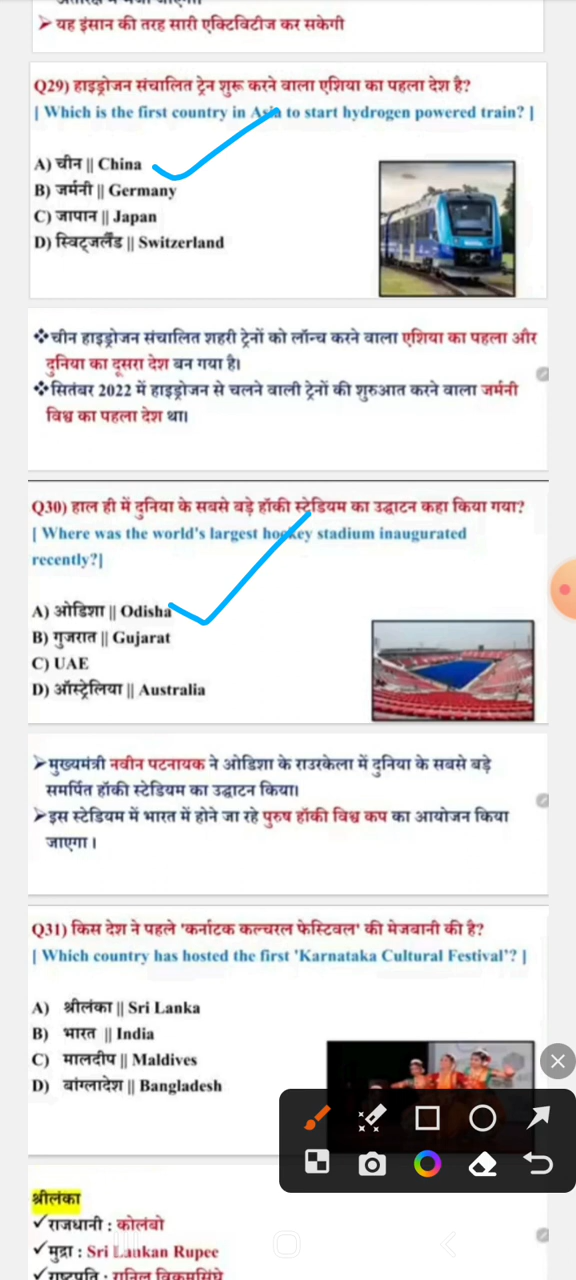 ➢ यह इंसान की तरह सारी एक्टिविटीज कर सकेगी
Q29) हाइड्रोजन संचालित ट्रेन शुरू करने वाला एशिया का पहला देश है?
[ Which is the first country in Asia to start hydrogen powered train? ]
A) चीन || China
B) जर्मनी || Germany
C) जापान || Japan
D) स्विट्जर्लैंड || Switzerland
❖चीन हाइड्रोजन संचालित शहरी ट्रेनों को लॉन्च करने वाला एशिया का पहला और
दुनिया का दूसरा देश बन गया है।
❖सितंबर 2022 में हाइड्रोजन से चलने वाली ट्रेनों की शुरुआत करने वाला जर्मनी
विश्व का पहला देश था।
Q30) हाल ही में दुनिया के सबसे बड़े हॉकी स्टेडियम का उद्घाटन कहा किया गया?
[ Where was the world's largest hockey stadium inaugurated
recently?]
A) ओडिशा || Odisha
B) गुजरात || Gujarat
C) UAE
D) ऑस्ट्रेलिया || Australia
➢मुख्यमंत्री नवीन पटनायक ने ओडिशा के राउरकेला में दुनिया के सबसे बड़े
समर्पित हॉकी स्टेडियम का उद्घाटन किया।
➢इस स्टेडियम में भारत में होने जा रहे पुरुष हॉकी विश्व कप का आयोजन किया
जाएगा ।
Q31) किस देश ने पहले 'कर्नाटक कल्चरल फेस्टिवल' की मेजबानी की है?
[ Which country has hosted the first 'Karnataka Cultural Festival'? ]
A) श्रीलंका || Sri Lanka
B) भारत || India
C) मालदीप || Maldives
D) बांग्लादेश || Bangladesh
श्रीलंका
✓राजधानी : कोलंबो
✓मुद्रा : Sri Lankan Rupee
✓राष्ट्रपति : रानिल विक्रमसिंघे